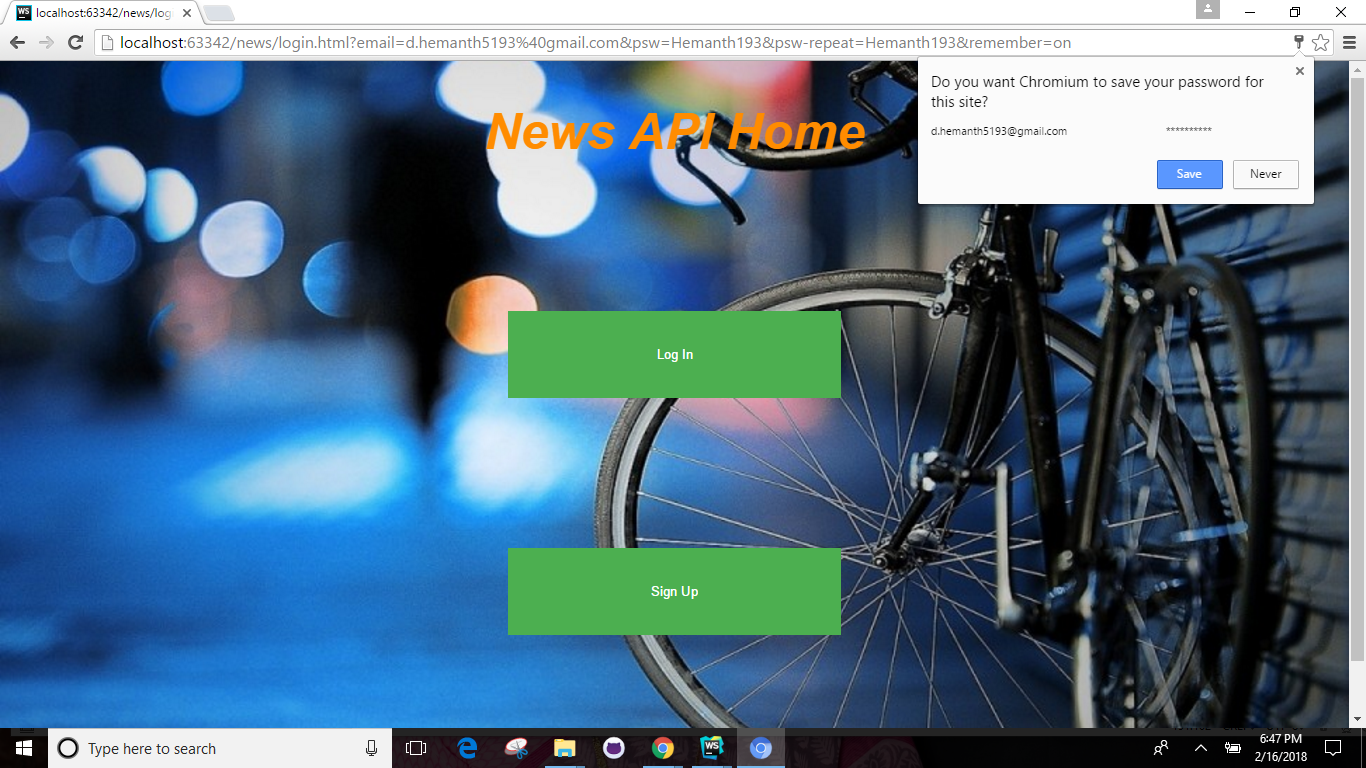 WS localhost:63342/news/log
localhost:63342/news/login.html?email=d.hemanth5193%40gmail.com&psw=Hemanth193&psw-repeat=Hemanth193&remember=on
Do you want Chromium to save your password for
this site?
d.hemanth5193@gmail.com **********
Save Never
News API Home
Log In
Sign Up
Type here to search
WS
6:47 PM
2/16/2018